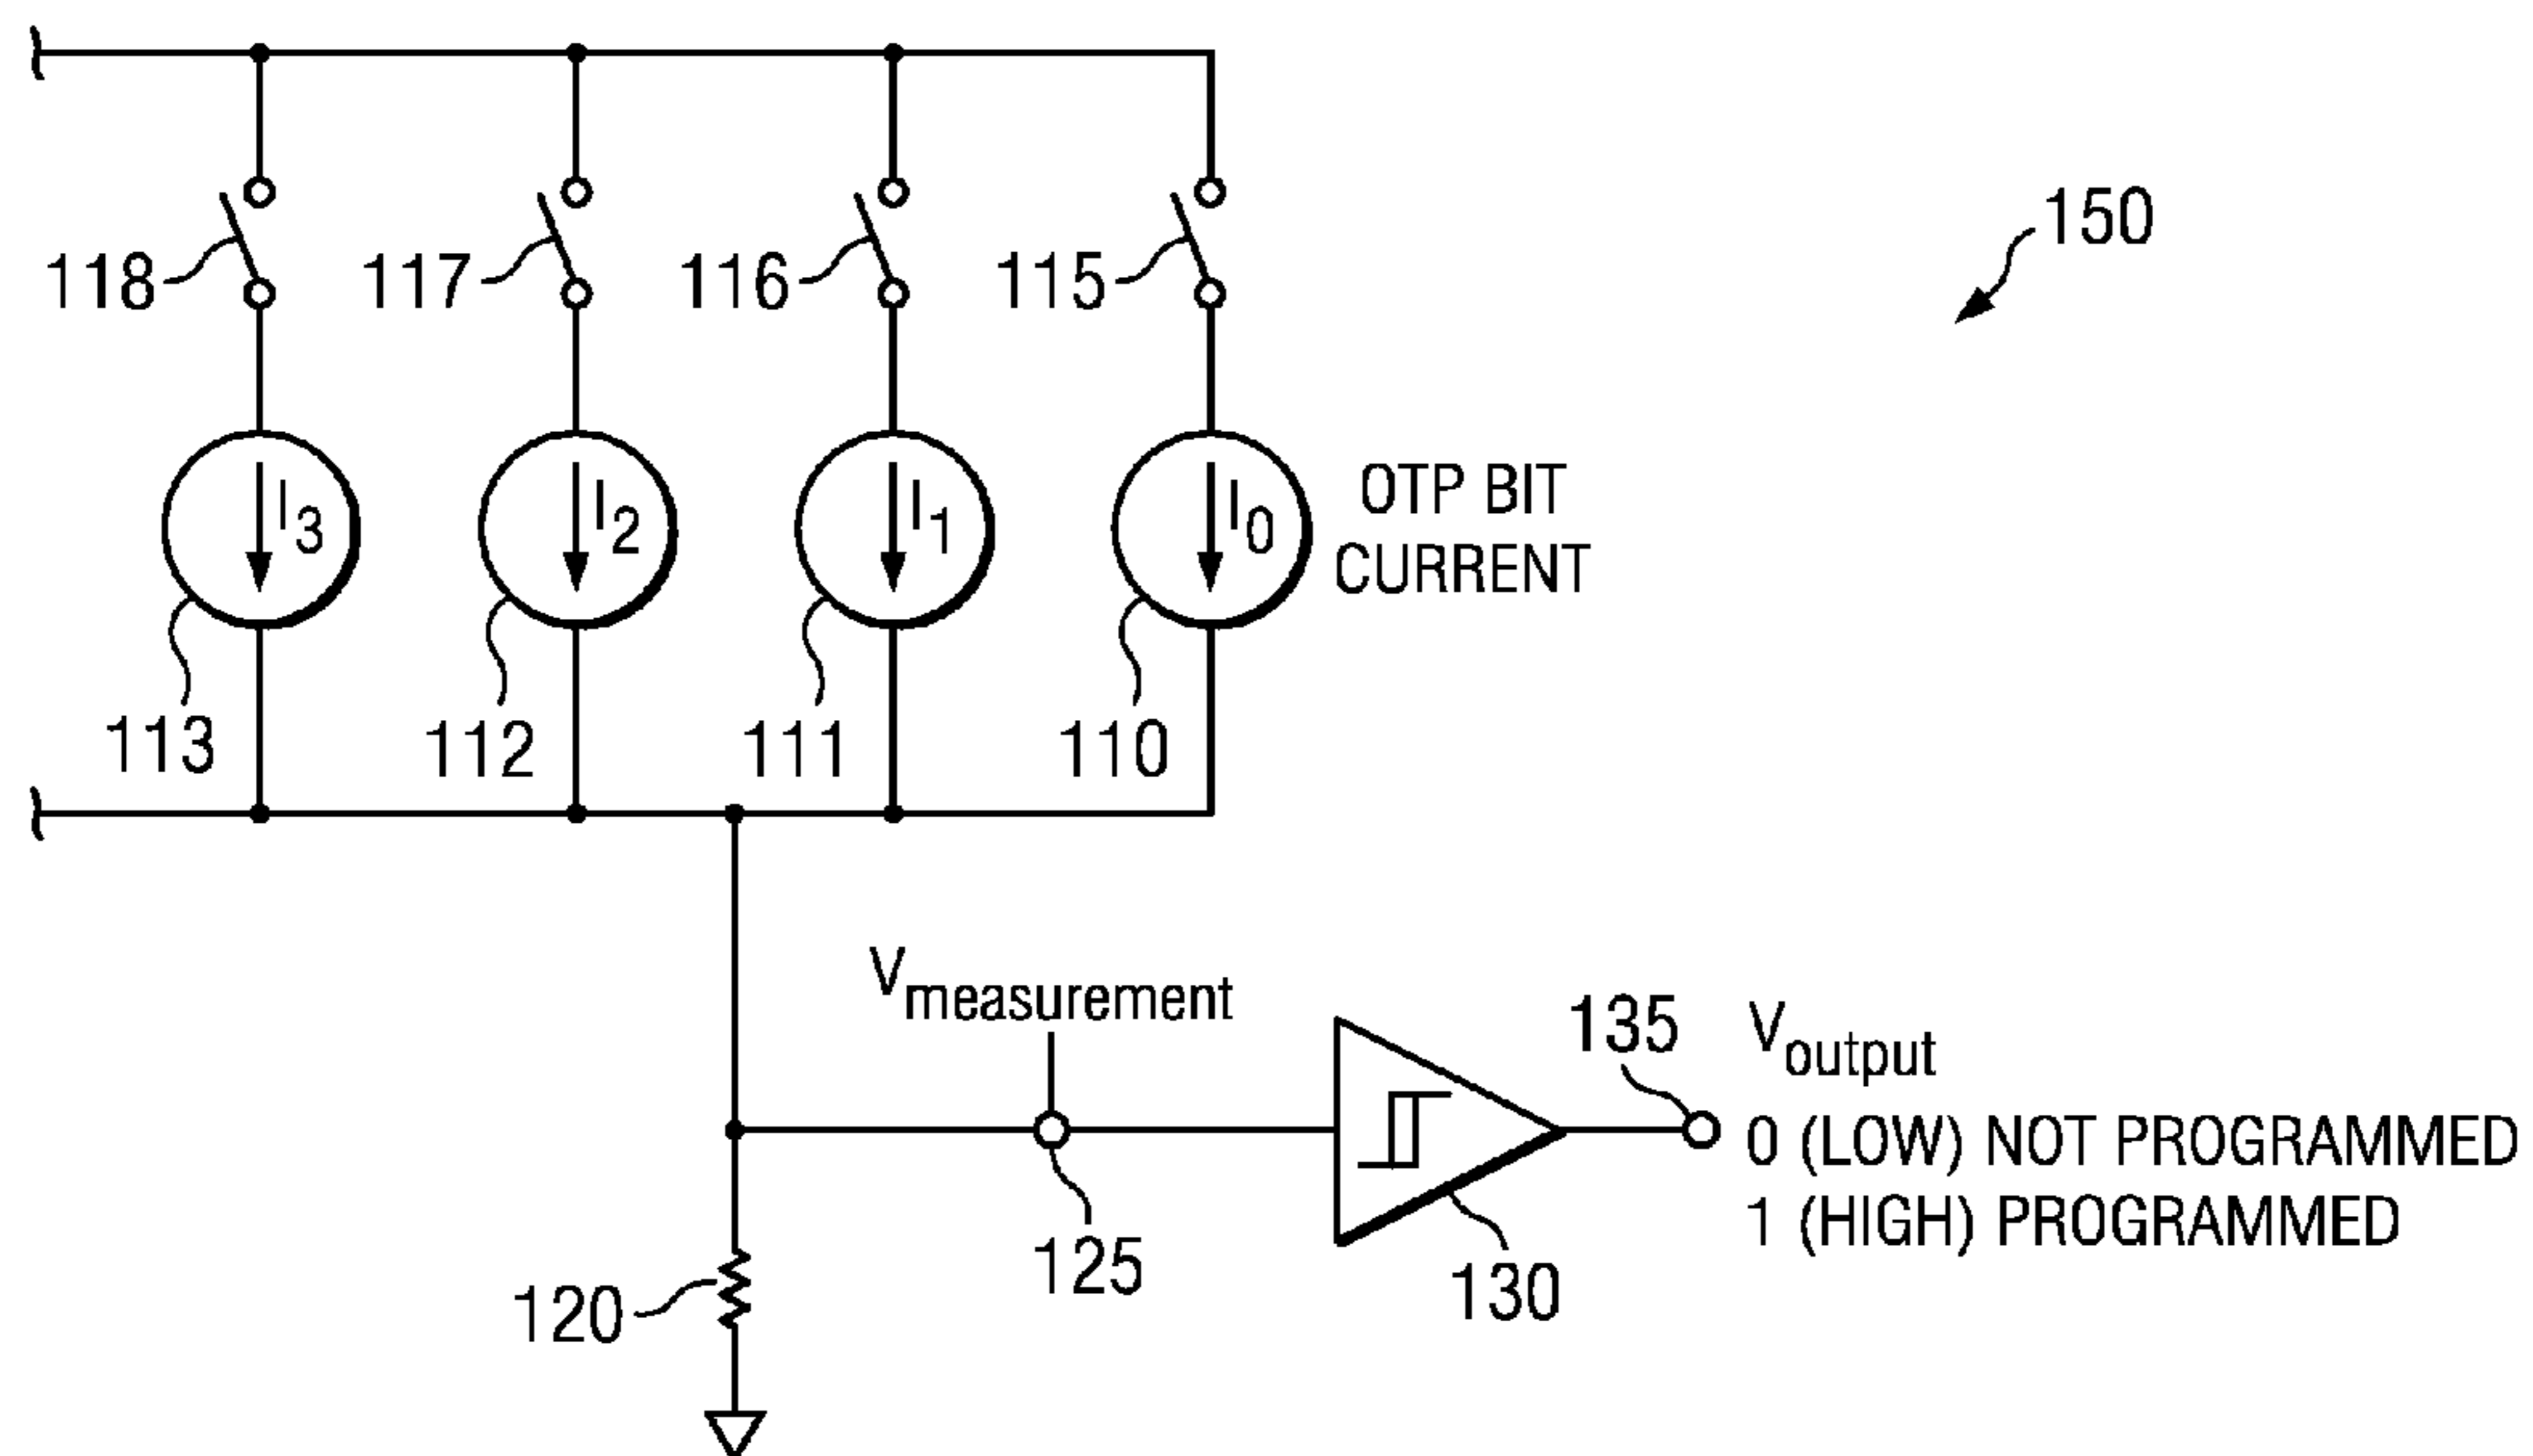 150
118
117
116
115
I3
I2
I1
I0
OTP BIT
CURRENT
113
112
111
110
Vmeasurement
135
Voutput
0 (LOW) NOT PROGRAMMED
1 (HIGH) PROGRAMMED
125
130
120